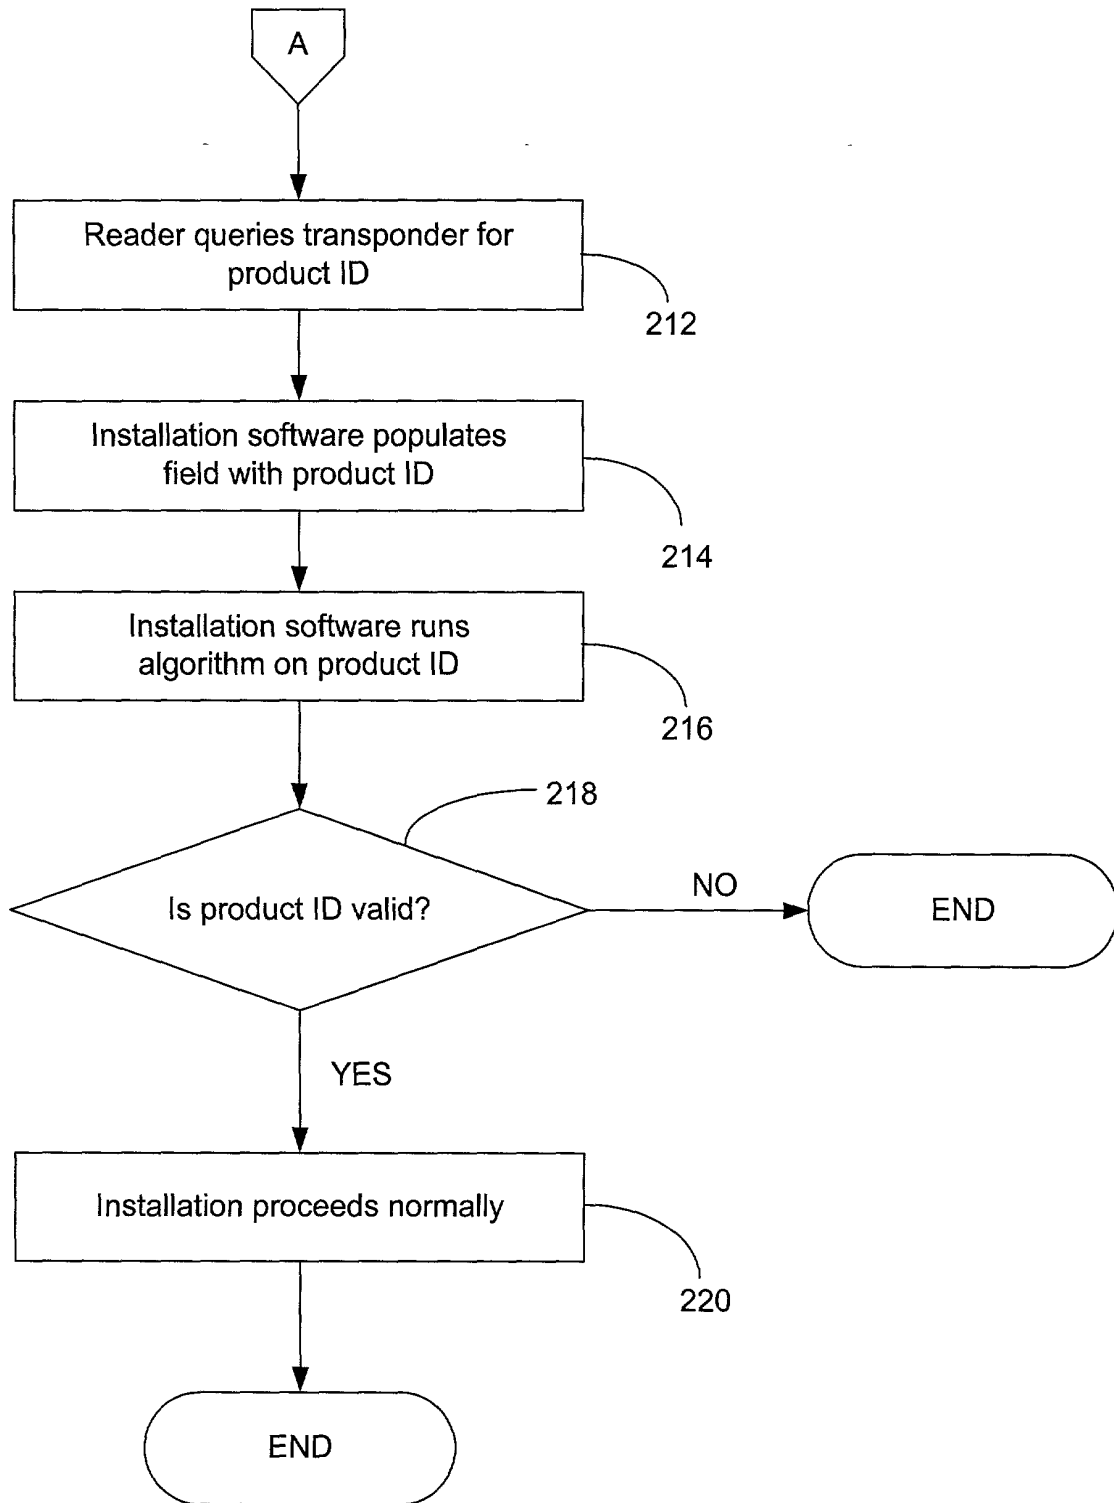 A
Reader queries transponder for
product ID
212
Installation software populates
field with product ID
214
Installation software runs
algorithm on product ID
216
218
Is product ID valid?
NO
END
YES
Installation proceeds normally
220
END